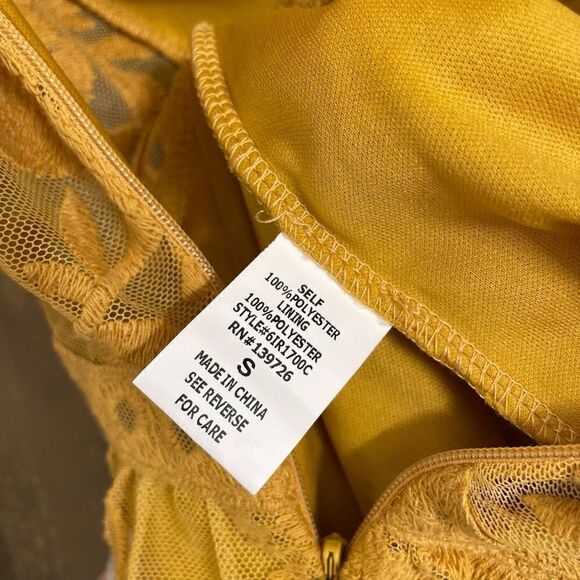 SELF
100%POLYESTER
LINING
100%POLYESTER
STYLE#6IR1700C
RN#139726
S
MADE IN CHINA
SEE REVERSE
FOR CARE